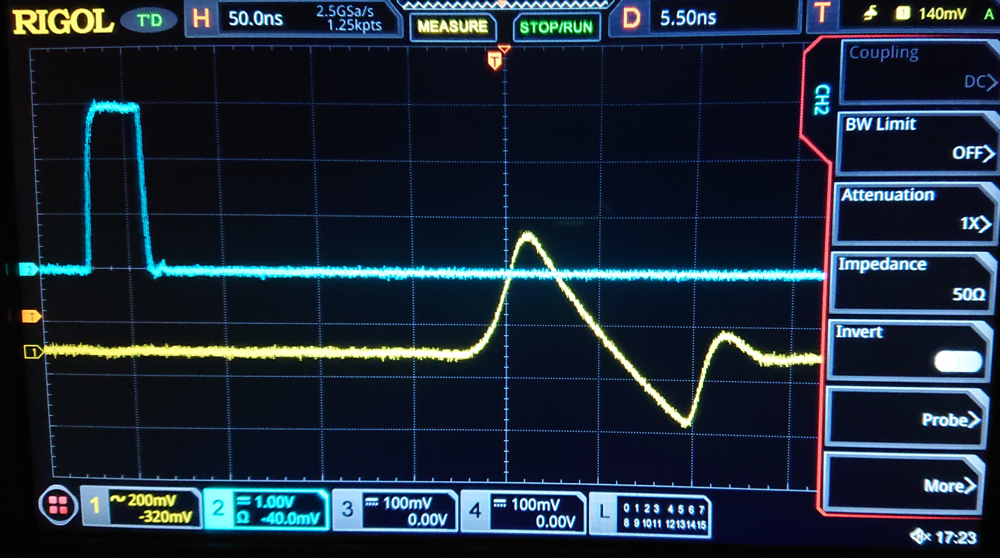 RIGOL T'D H 50.0ns 2.5GSa/s 1.25kpts MEASURE STOP/RUN D 5.50ns T 1 140mV A
T
Coupling
DC
CH2
BW Limit
OFF
Attenuation
1X
Impedance
50Ω
Invert
Probe
More
2
T
1
1 200mV
-320mV
2 1.00V
Ω -40.0mV
3 100mV
0.00V
4 100mV
0.00V
L 0 1 2 3 4 5 6 7
8 9 10 11 12 13 14 15
17:23